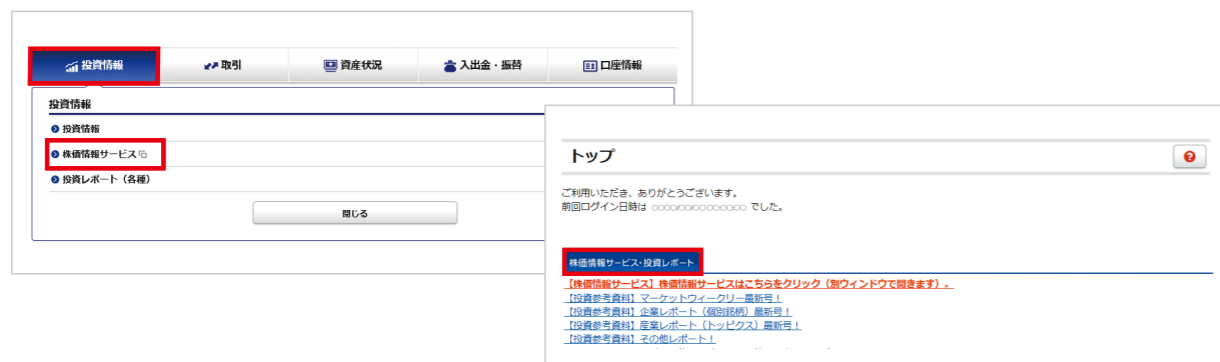 投資情報
取引
資産状況
入出金・振替
口座情報
投資情報
投資情報
株価情報サービス
投資レポート（各種）
閉じる
トップ
ご利用いただき、ありがとうございます。
前回ログイン日時は ○○○○/○○/○○○○:○○:○○ でした。
株価情報サービス・投資レポート
【株価情報サービス】株価情報サービスはこちらをクリック（別ウィンドウで開きます）。
【投資参考資料】マーケットウィークリー最新号！
【投資参考資料】企業レポート（個別銘柄）最新号！
【投資参考資料】産業レポート（トピックス）最新号！
【投資参考資料】その他レポート！